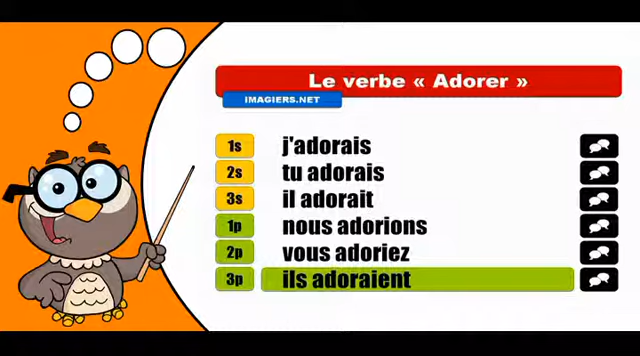 Le verbe « Adorer »
IMAGIERS.NET
1s j'adorais
2s tu adorais
3s il adorait
1p nous adorions
2p vous adoriez
3p ils adoraient